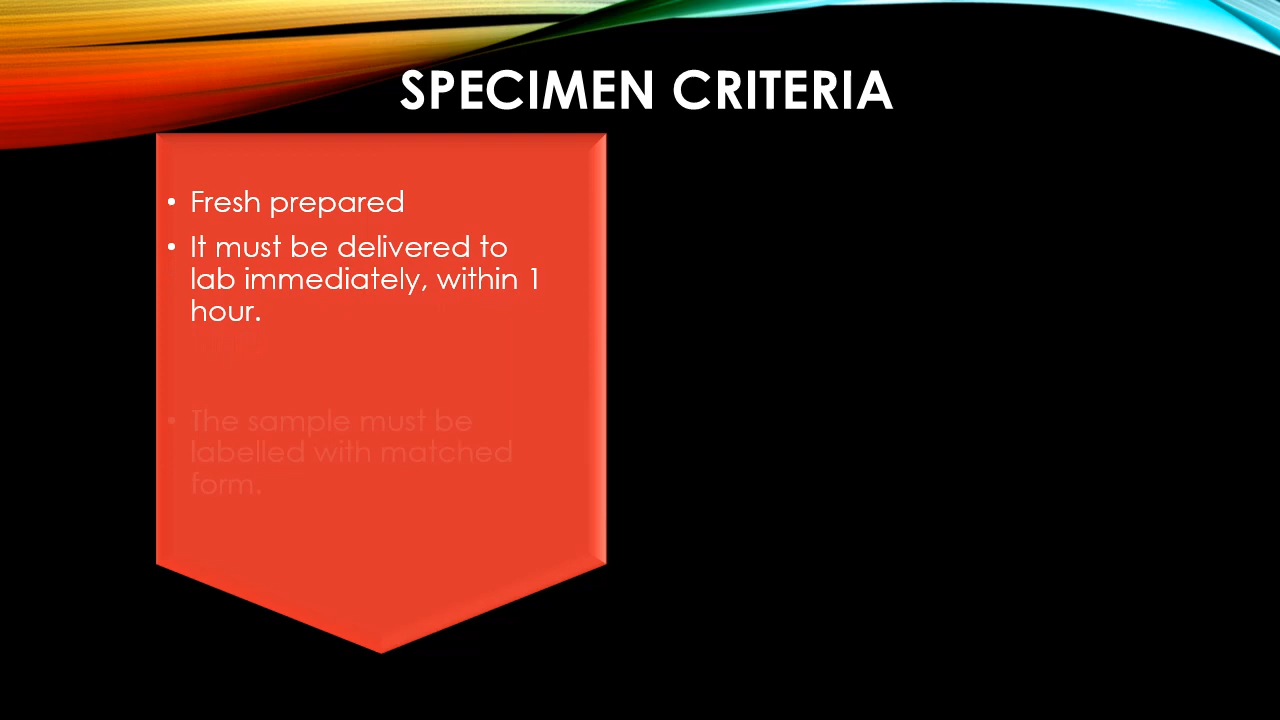 SPECIMEN CRITERIA
• Fresh prepared
• It must be delivered to
lab immediately, within 1
hour.
• The sample must be
labelled with matched
form.